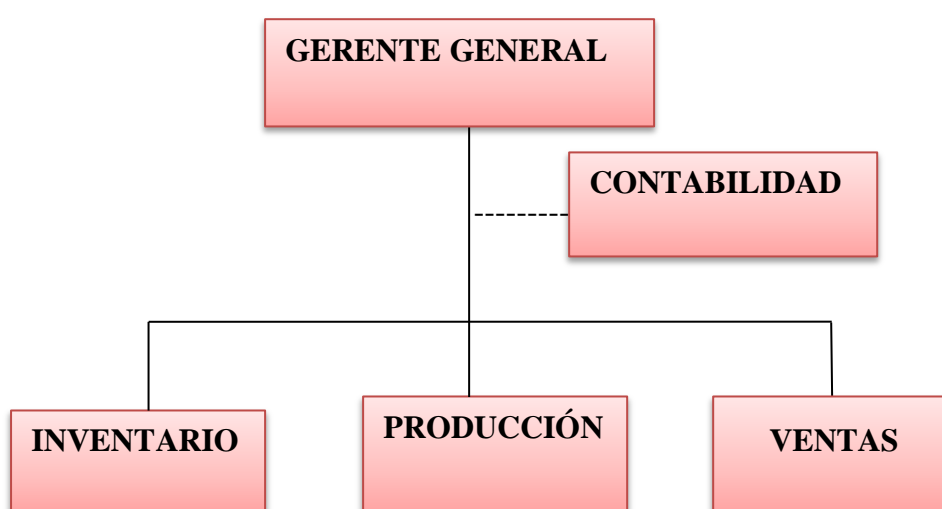 GERENTE GENERAL
CONTABILIDAD
INVENTARIO
PRODUCCIÓN
VENTAS